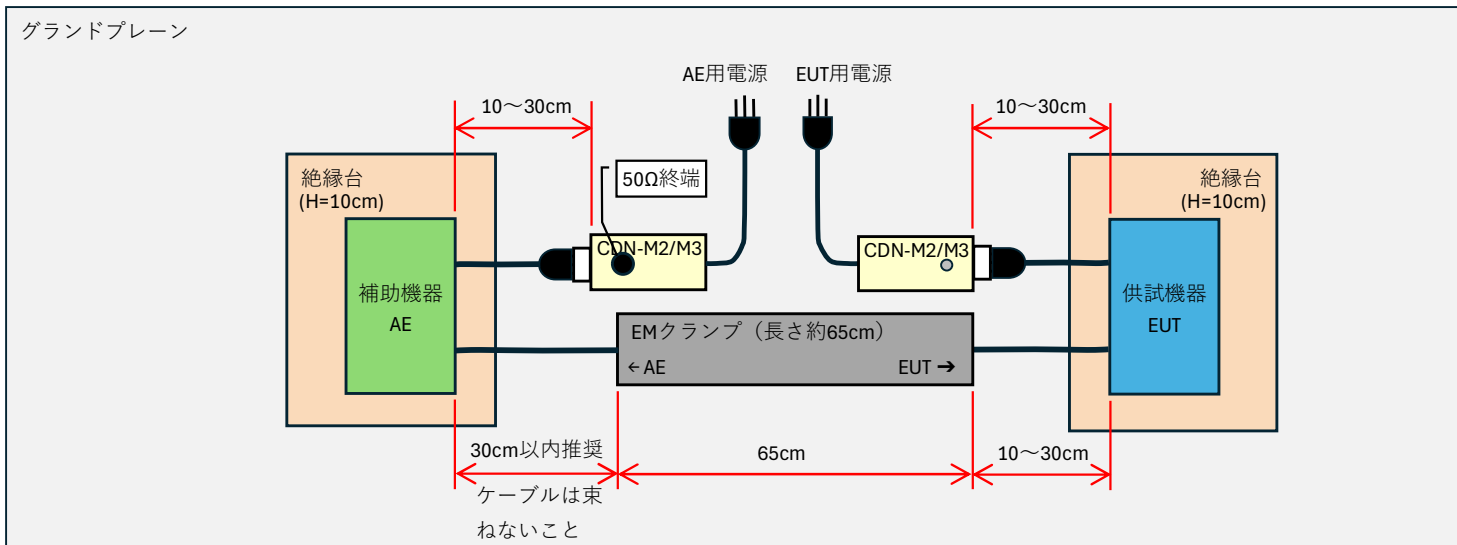 グランドプレーン
AE用電源
EUT用電源
10～30cm
10～30cm
絶縁台
(H=10cm)
50Ω終端
絶縁台
(H=10cm)
CDN-M2/M3
CDN-M2/M3
補助機器
AE
供試機器
EUT
EMクランプ（長さ約65cm）
←AE
EUT→
30cm以内推奨
65cm
10～30cm
ケーブルは束
ねないこと